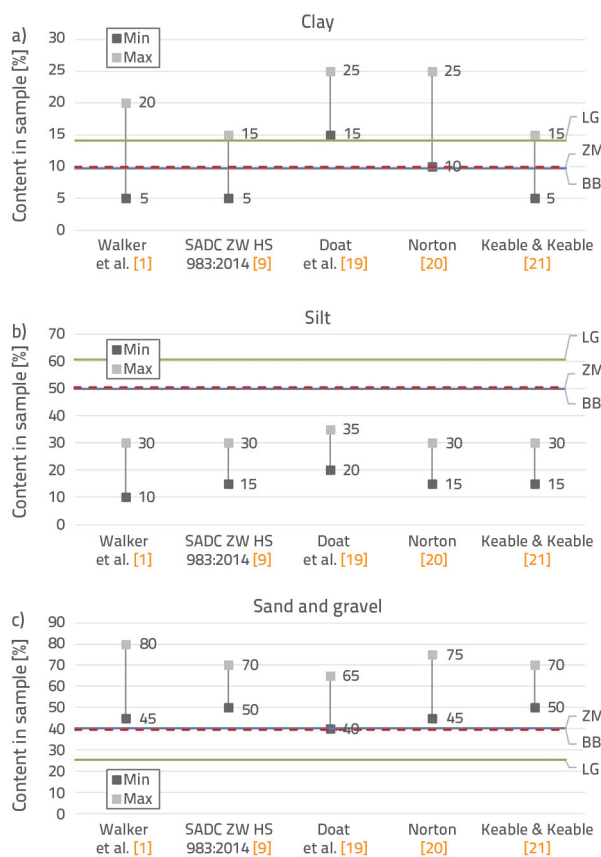 a)
Clay
Content in sample [%]
30
25
20
15
10
5
0
Min
Max
20
5
15
5
25
15
25
10
15
5
LG
ZM
BB
Walker
et al. [1]
SADC ZW HS
983:2014 [9]
Doat
et al. [19]
Norton
[20]
Keable & Keable
[21]
b)
Silt
Content in sample [%]
70
60
50
40
30
20
10
0
Min
Max
30
10
30
15
35
20
30
15
30
15
LG
ZM
BB
Walker
et al. [1]
SADC ZW HS
983:2014 [9]
Doat
et al. [19]
Norton
[20]
Keable & Keable
[21]
c)
Sand and gravel
Content in sample [%]
90
80
70
60
50
40
30
20
10
0
Min
Max
80
45
70
50
65
40
75
45
70
50
ZM
BB
LG
Walker
et al. [1]
SADC ZW HS
983:2014 [9]
Doat
et al. [19]
Norton
[20]
Keable & Keable
[21]